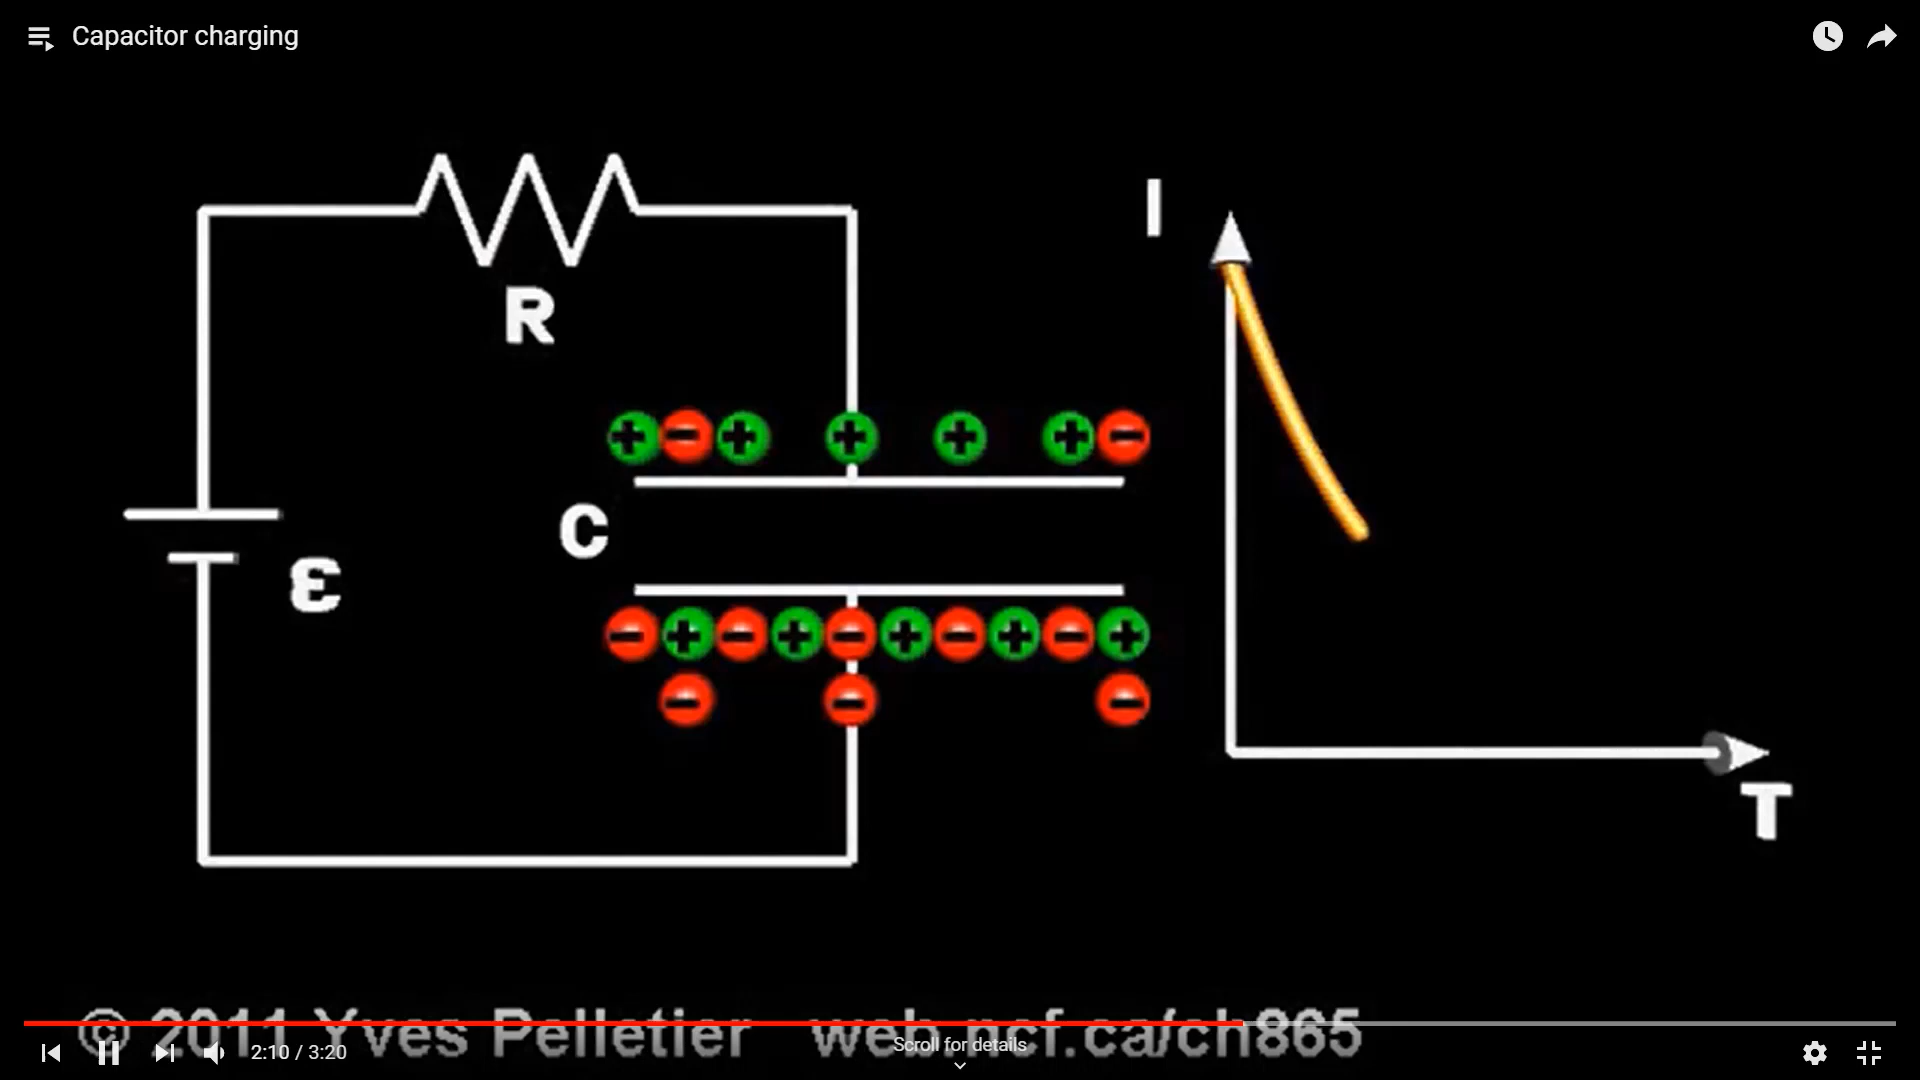 Capacitor charging
I
R
C
ε
T
© 2011 Yves Pelletier web.ncf.ca/ch865
2:10 / 3:20
Scroll for details